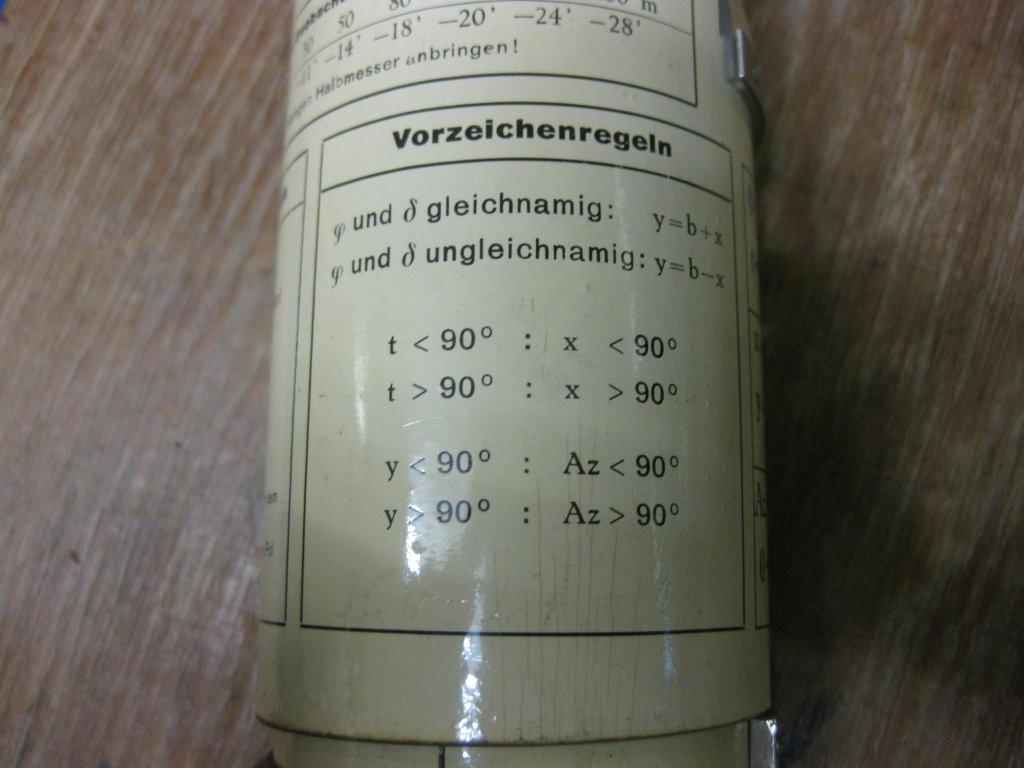 50 80 m
−14' −18' −20' −24' −28'
Halbmesser anbringen!
Vorzeichenregeln
φ und δ gleichnamig: y=b+x
φ und δ ungleichnamig: y=b−x
t < 90° : x < 90°
t > 90° : x > 90°
y < 90° : Az < 90°
y > 90° : Az > 90°